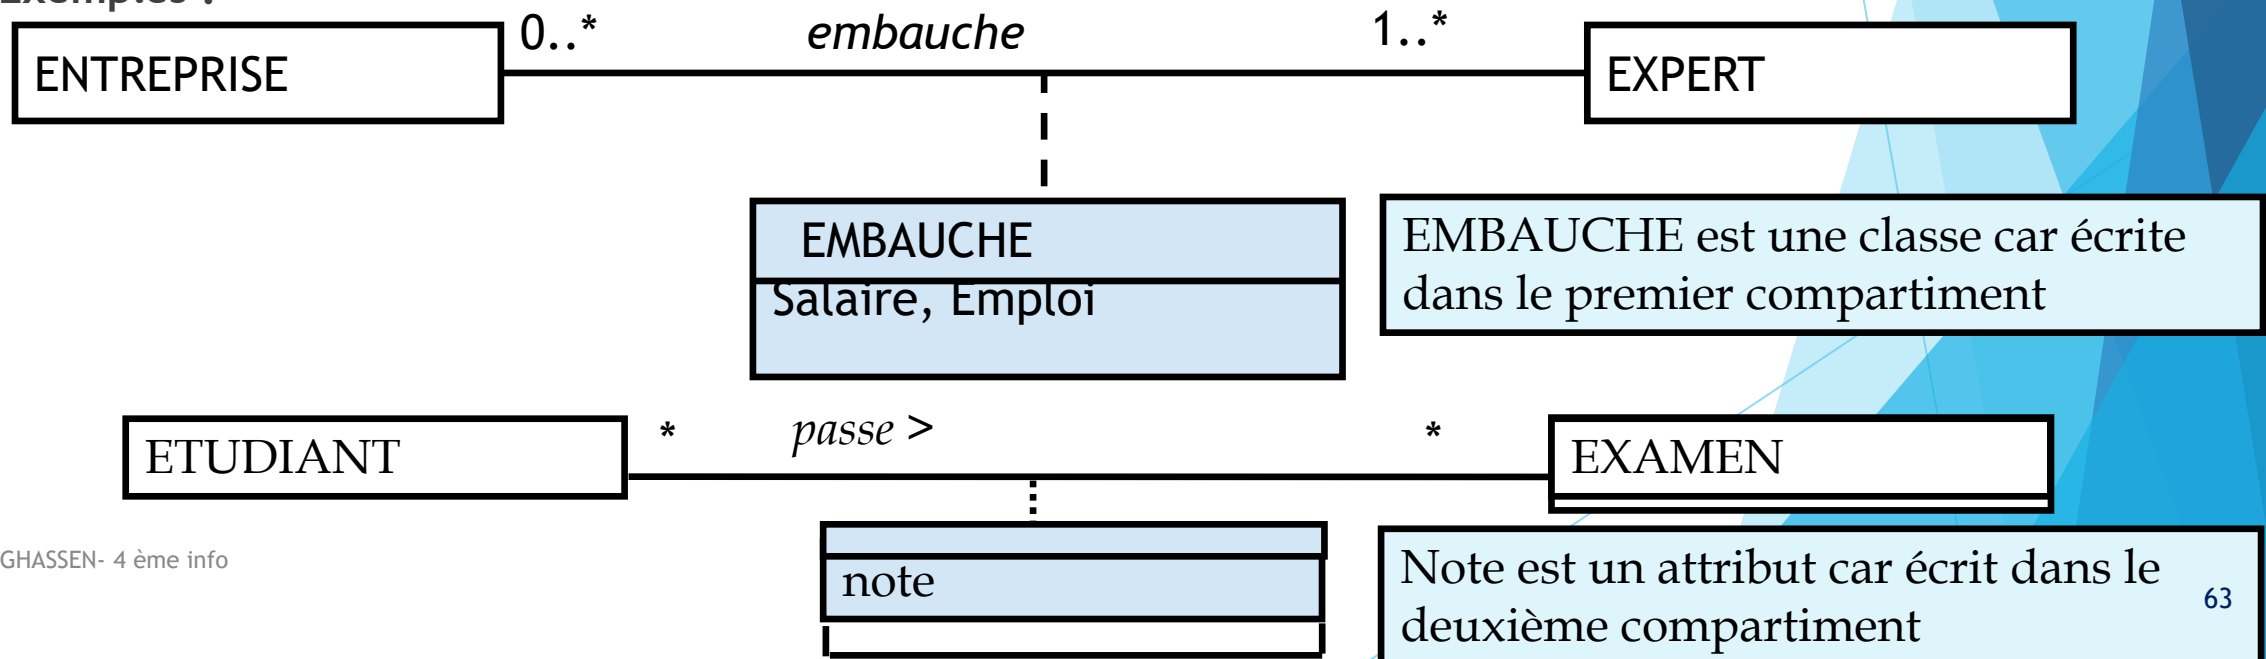 Exemples :
0..* embauche 1..*
ENTREPRISE EXPERT
EMBAUCHE
Salaire, Emploi
EMBAUCHE est une classe car écrite
dans le premier compartiment
* passe > *
ETUDIANT EXAMEN
note
Note est un attribut car écrit dans le
deuxième compartiment
GHASSEN- 4 ème info
63